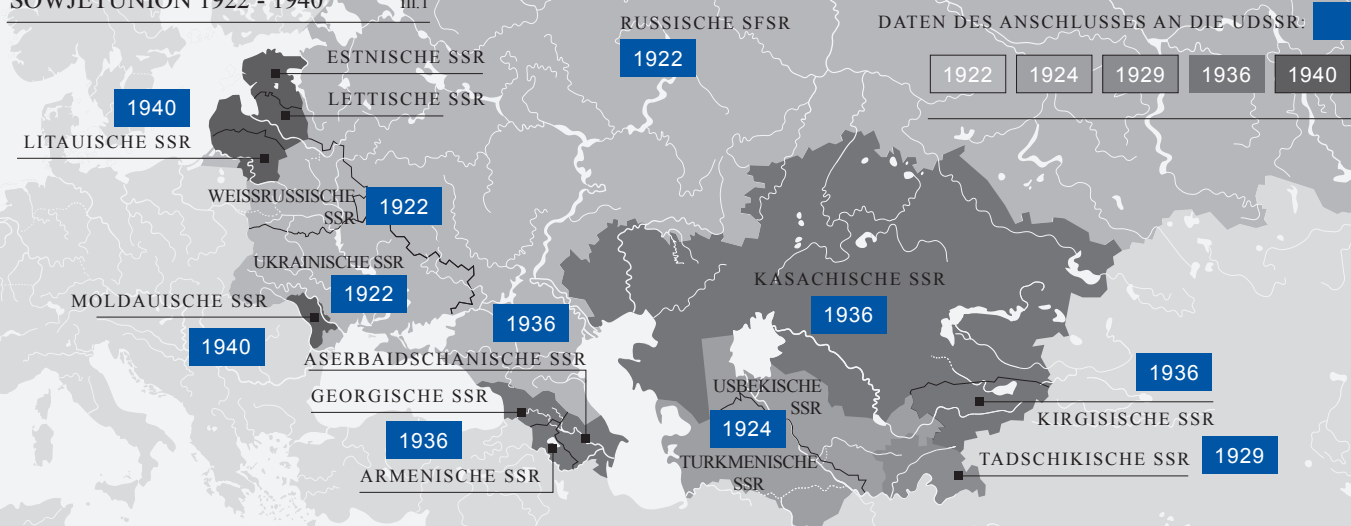 SOWJETUNION 1922 - 1940
RUSSISCHE SFSR
1922
DATEN DES ANSCHLUSSES AN DIE UDSSR:
1922 1924 1929 1936 1940
ESTNISCHE SSR
LETTISCHE SSR
1940
LITAUISCHE SSR
WEISSRUSSISCHE
SSR
1922
UKRAINISCHE SSR
1922
MOLDAUISCHE SSR
1940
1936
ASERBAIDSCHANISCHE SSR
GEORGISCHE SSR
1936
ARMENISCHE SSR
KASACHISCHE SSR
1936
USBEKISCHE
SSR
1924
TURKMENISCHE
SSR
1936
KIRGISISCHE SSR
TADSCHIKISCHE SSR
1929